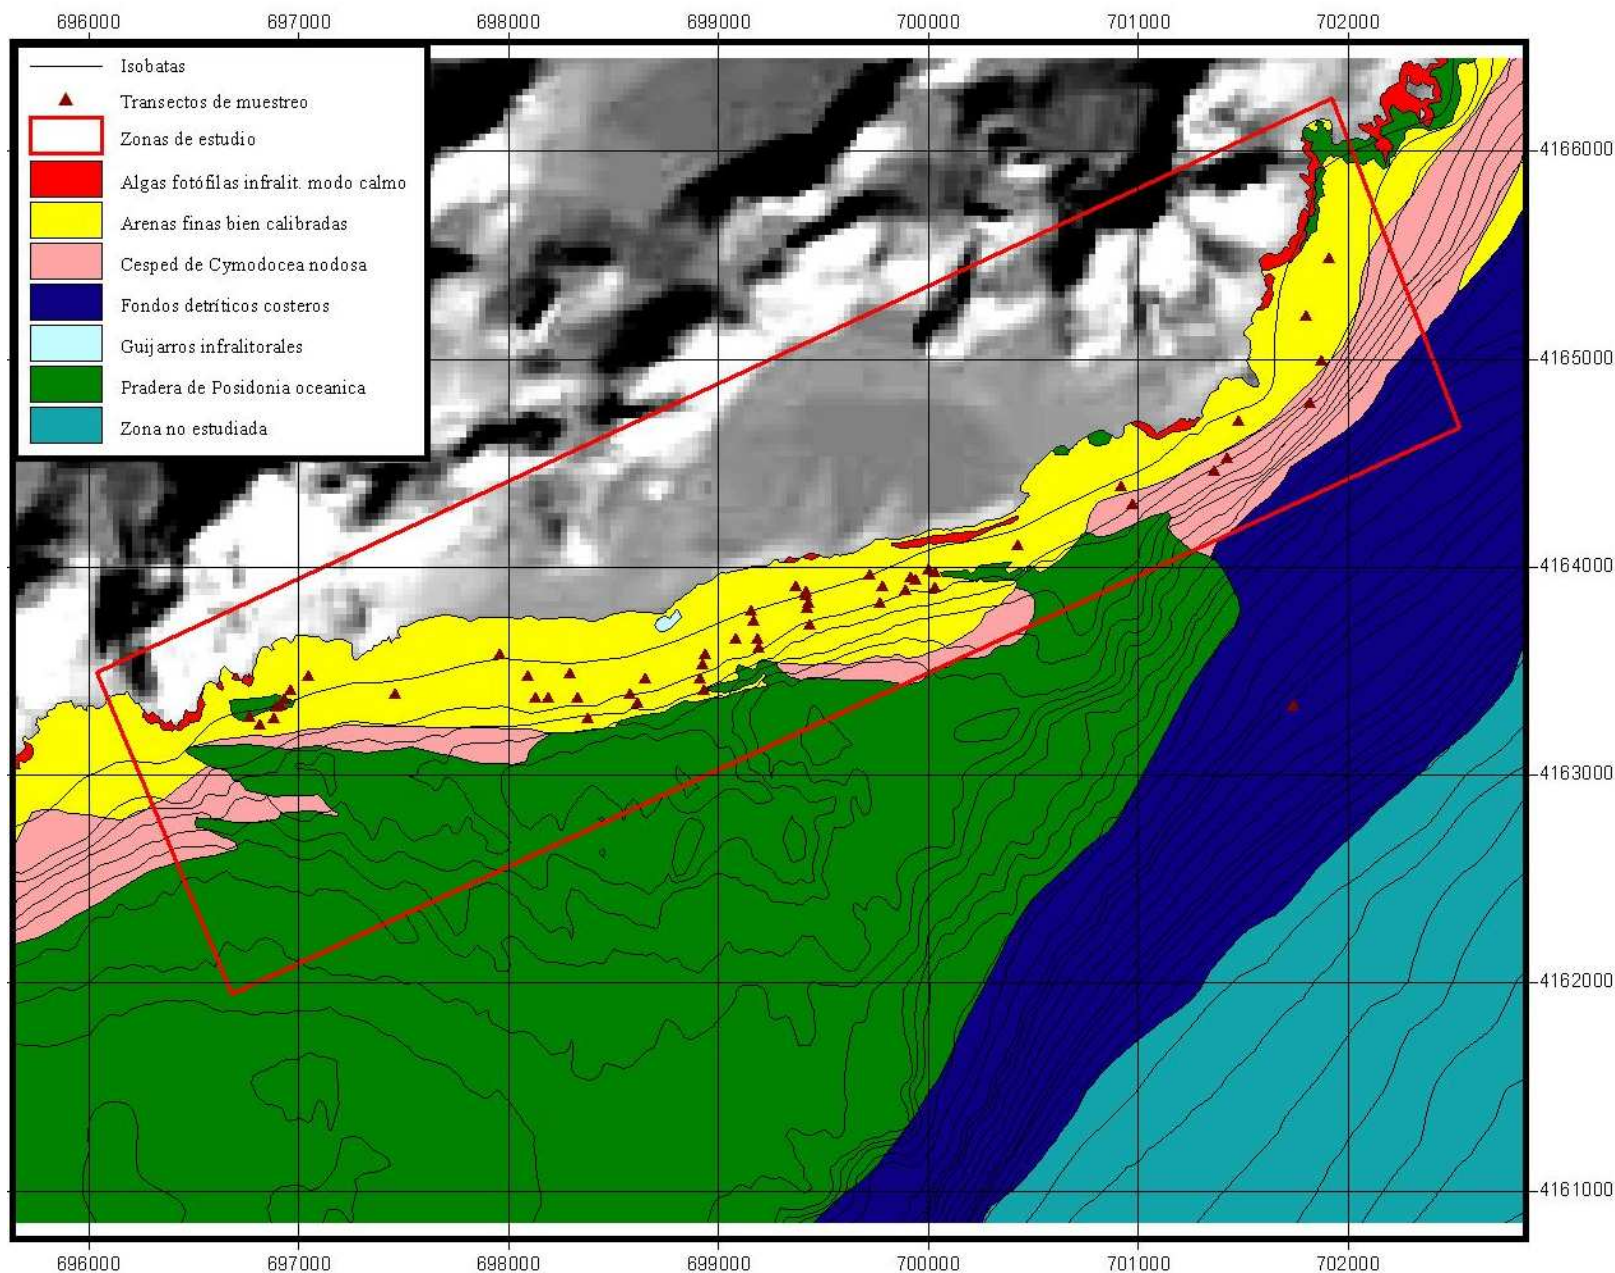 696000 697000 698000 699000 700000 701000 702000
Isobatas
Transectos de muestreo
Zonas de estudio
Algas fotófilas infralit. modo calmo
Arenas finas bien calibradas
Cesped de Cymodocea nodosa
Fondos detríticos costeros
Guijarros infralitorales
Pradera de Posidonia oceanica
Zona no estudiada
4166000
4165000
4164000
4163000
4162000
4161000
696000 697000 698000 699000 700000 701000 702000